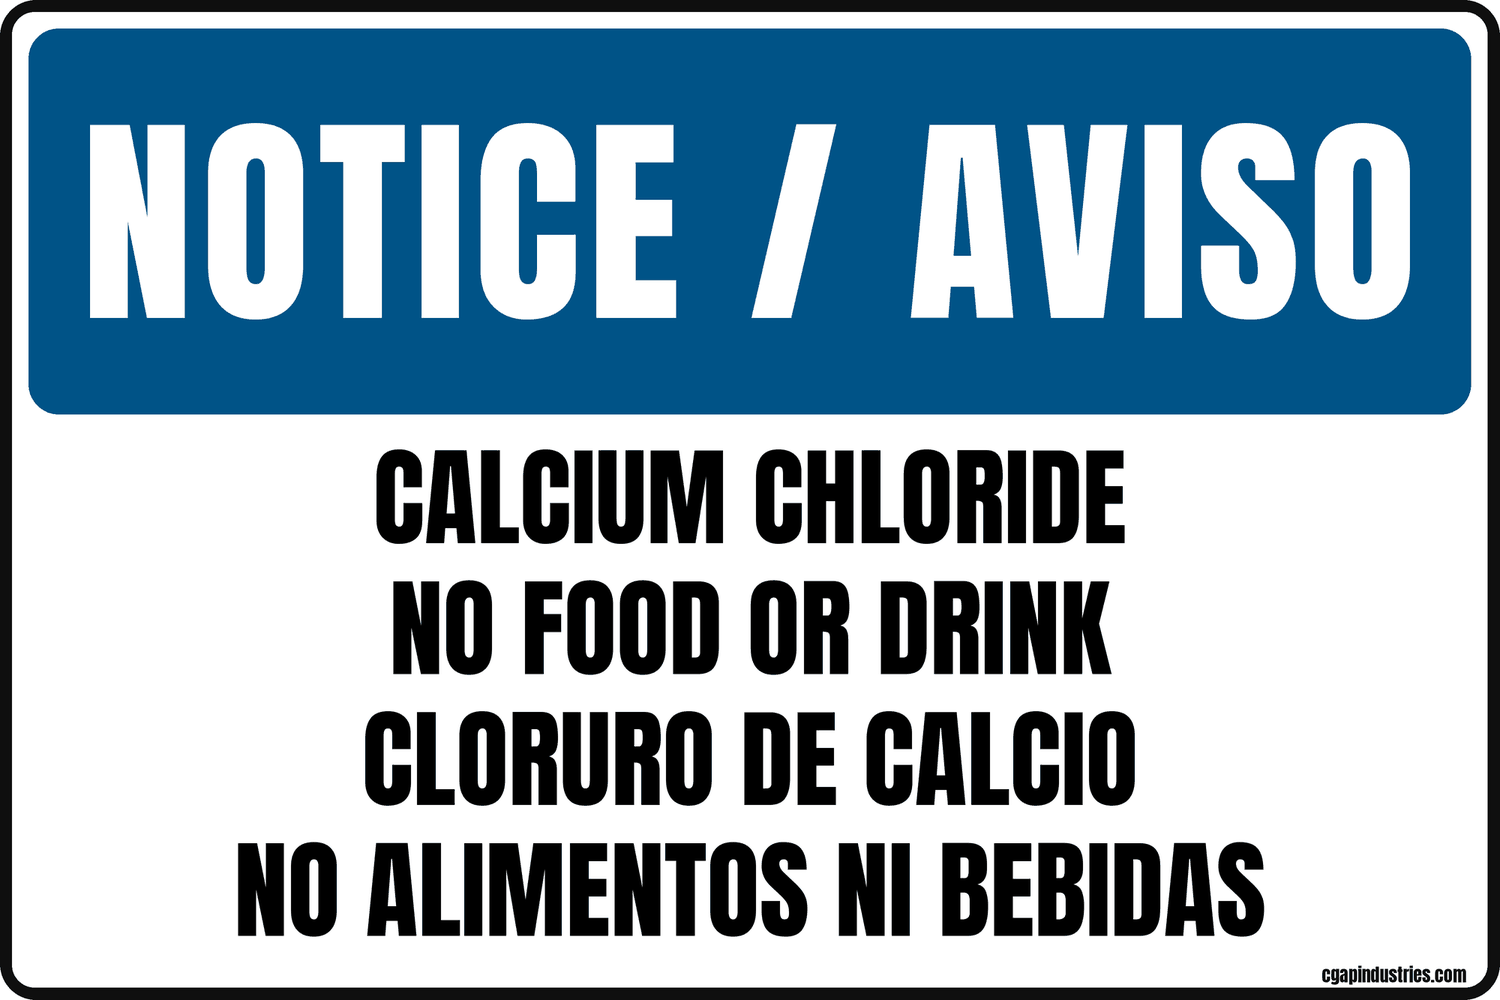 NOTICE / AVISO
CALCIUM CHLORIDE
NO FOOD OR DRINK
CLORURO DE CALCIO
NO ALIMENTOS NI BEBIDAS
cgapindustries.com